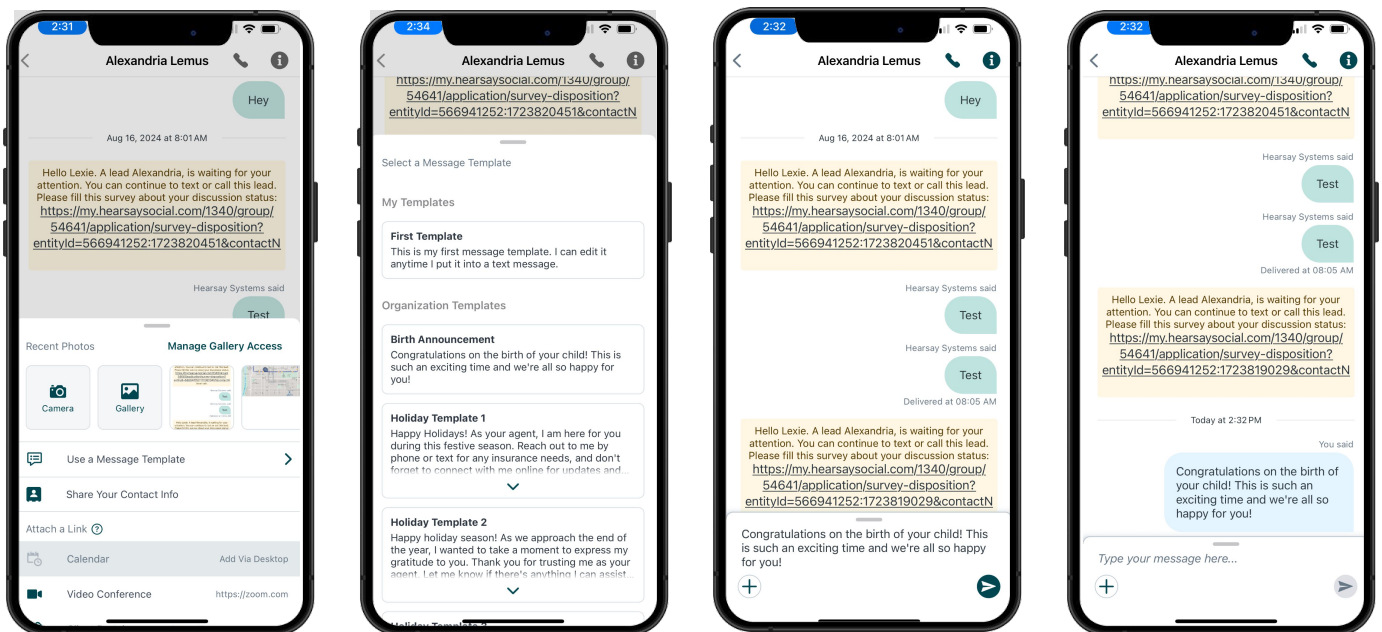 2:31
Alexandria Lemus
Hey
Aug 16, 2024 at 8:01 AM
Hello Lexie. A lead Alexandria, is waiting for your
attention. You can continue to text or call this lead.
Please fill this survey about your discussion status:
https://my.hearsaysocial.com/1340/group/
54641/application/survey-disposition?
entityId=566941252:1723820451&contactN
Hearsay Systems said
Test
Recent Photos
Manage Gallery Access
Camera
Gallery
Use a Message Template
Share Your Contact Info
Attach a Link ?
Calendar
Add Via Desktop
Video Conference
https://zoom.com
2:34
Alexandria Lemus
https://my.hearsaysocial.com/1340/group/
54641/application/survey-disposition?
entityId=566941252:1723820451&contactN
Select a Message Template
My Templates
First Template
This is my first message template. I can edit it
anytime I put it into a text message.
Organization Templates
Birth Announcement
Congratulations on the birth of your child! This is
such an exciting time and we're all so happy for
you!
Holiday Template 1
Happy Holidays! As your agent, I am here for you
during this festive season. Reach out to me by
phone or text for any insurance needs, and don't
forget to connect with me online for updates and...
Holiday Template 2
Happy holiday season! As we approach the end of
the year, I wanted to take a moment to express my
gratitude to you. Thank you for trusting me as your
agent. Let me know if there's anything I can assist...
Holiday Template 3
2:32
Alexandria Lemus
Hey
Aug 16, 2024 at 8:01 AM
Hello Lexie. A lead Alexandria, is waiting for your
attention. You can continue to text or call this lead.
Please fill this survey about your discussion status:
https://my.hearsaysocial.com/1340/group/
54641/application/survey-disposition?
entityId=566941252:1723820451&contactN
Hearsay Systems said
Test
Hearsay Systems said
Test
Delivered at 08:05 AM
Hello Lexie. A lead Alexandria, is waiting for your
attention. You can continue to text or call this lead.
Please fill this survey about your discussion status:
https://my.hearsaysocial.com/1340/group/
54641/application/survey-disposition?
entityId=566941252:1723819029&contactN
Congratulations on the birth of your child! This
is such an exciting time and we're all so happy
for you!
2:32
Alexandria Lemus
https://my.hearsaysocial.com/1340/group/
54641/application/survey-disposition?
entityId=566941252:1723820451&contactN
Hearsay Systems said
Test
Hearsay Systems said
Test
Delivered at 08:05 AM
Hello Lexie. A lead Alexandria, is waiting for your
attention. You can continue to text or call this lead.
Please fill this survey about your discussion status:
https://my.hearsaysocial.com/1340/group/
54641/application/survey-disposition?
entityId=566941252:1723819029&contactN
Today at 2:32 PM
You said
Congratulations on the birth of
your child! This is such an
exciting time and we're all so
happy for you!
Type your message here...